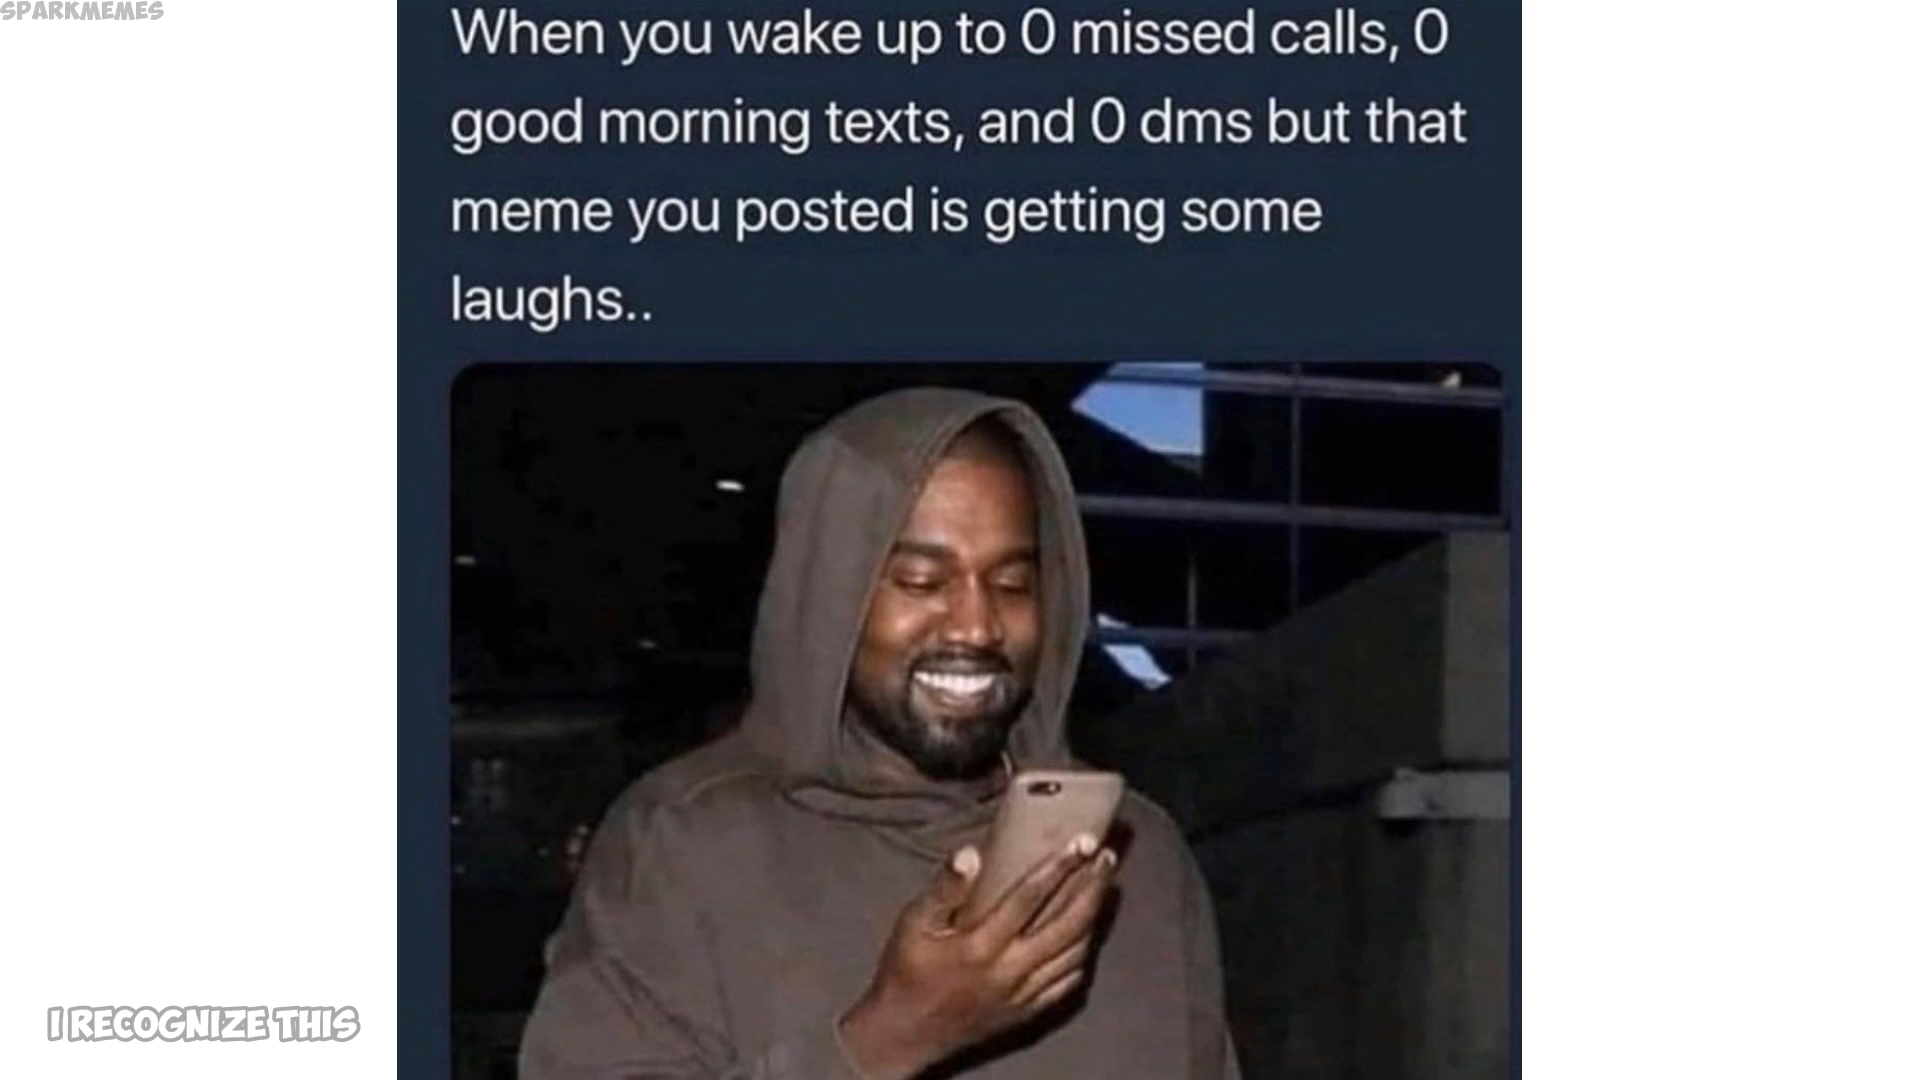 SPARKMEMES
When you wake up to 0 missed calls, 0
good morning texts, and 0 dms but that
meme you posted is getting some
laughs..
I RECOGNIZE THIS